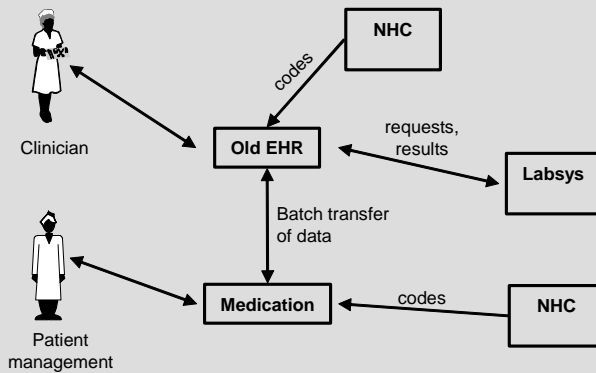 NHC
codes
Clinician
Old EHR
requests,
results
Labsys
Batch transfer
of data
Medication
codes
NHC
Patient
management